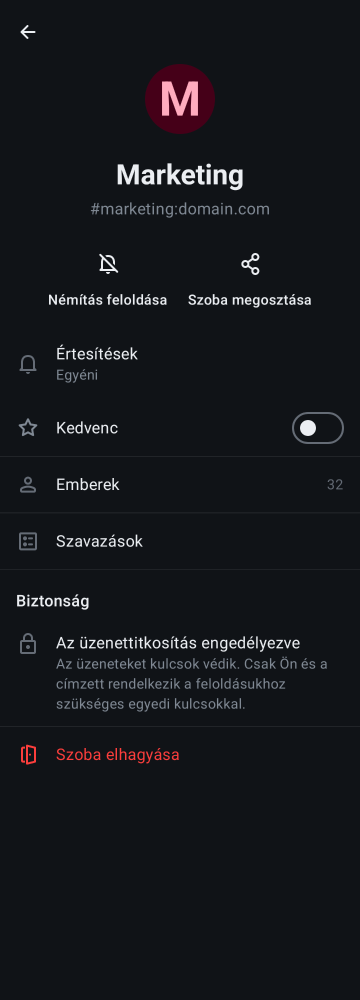 M
Marketing
#marketing:domain.com
Némítás feloldása
Szoba megosztása
Értesítések
Egyéni
Kedvenc
Emberek
32
Szavazások
Biztonság
Az üzenettitkosítás engedélyezve
Az üzeneteket kulcsok védik. Csak Ön és a
címzett rendelkezik a feloldásukhoz
szükséges egyedi kulcsokkal.
Szoba elhagyása